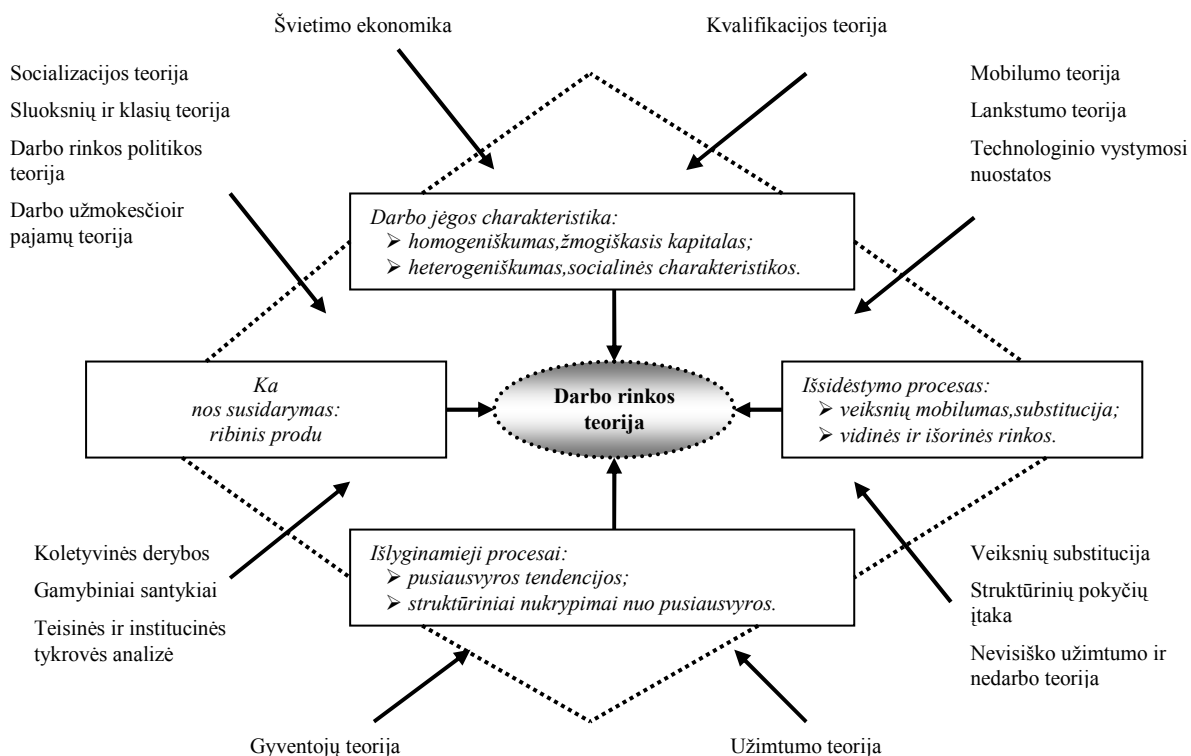 Švietimo ekonomika
Kvalifikacijos teorija
Socializacijos teorija
Sluoksnių ir klasių teorija
Darbo rinkos politikos
teorija
Darbo užmokesčioir
pajamų teorija
Mobilumo teorija
Lankstumo teorija
Technologinio vystymosi
nuostatos
Darbo jėgos charakteristika:
➢ homogeniškumas,žmogiškasis kapitalas;
➢ heterogeniškumas,socialinės charakteristikos.
Ka
nos susidarymas:
ribinis produ
Darbo rinkos
teorija
Išsidėstymo procesas:
➢ veiksnių mobilumas,substitucija;
➢ vidinės ir išorinės rinkos.
Išlyginamieji procesai:
➢ pusiausvyros tendencijos;
➢ struktūriniai nukrypimai nuo pusiausvyros.
Koletyvinės derybos
Gamybiniai santykiai
Teisinės ir institucinės
tykrovės analizė
Veiksnių substitucija
Struktūrinių pokyčių
įtaka
Nevisiško užimtumo ir
nedarbo teorija
Gyventojų teorija
Užimtumo teorija